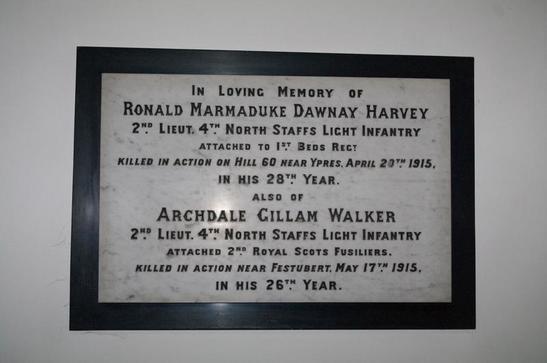 In Loving Memory of
Ronald Marmaduke Dawnay Harvey
2ND Lieut. 4TH North Staffs Light Infantry
attached to 1ST Beds Regt
killed in action on Hill 60 near Ypres. April 20TH 1915,
in his 28TH Year.
also of
Archdale Gillam Walker
2ND Lieut. 4TH North Staffs Light Infantry
attached 2ND Royal Scots Fusiliers.
killed in action near Festubert. May 17TH 1915,
in his 26TH Year.